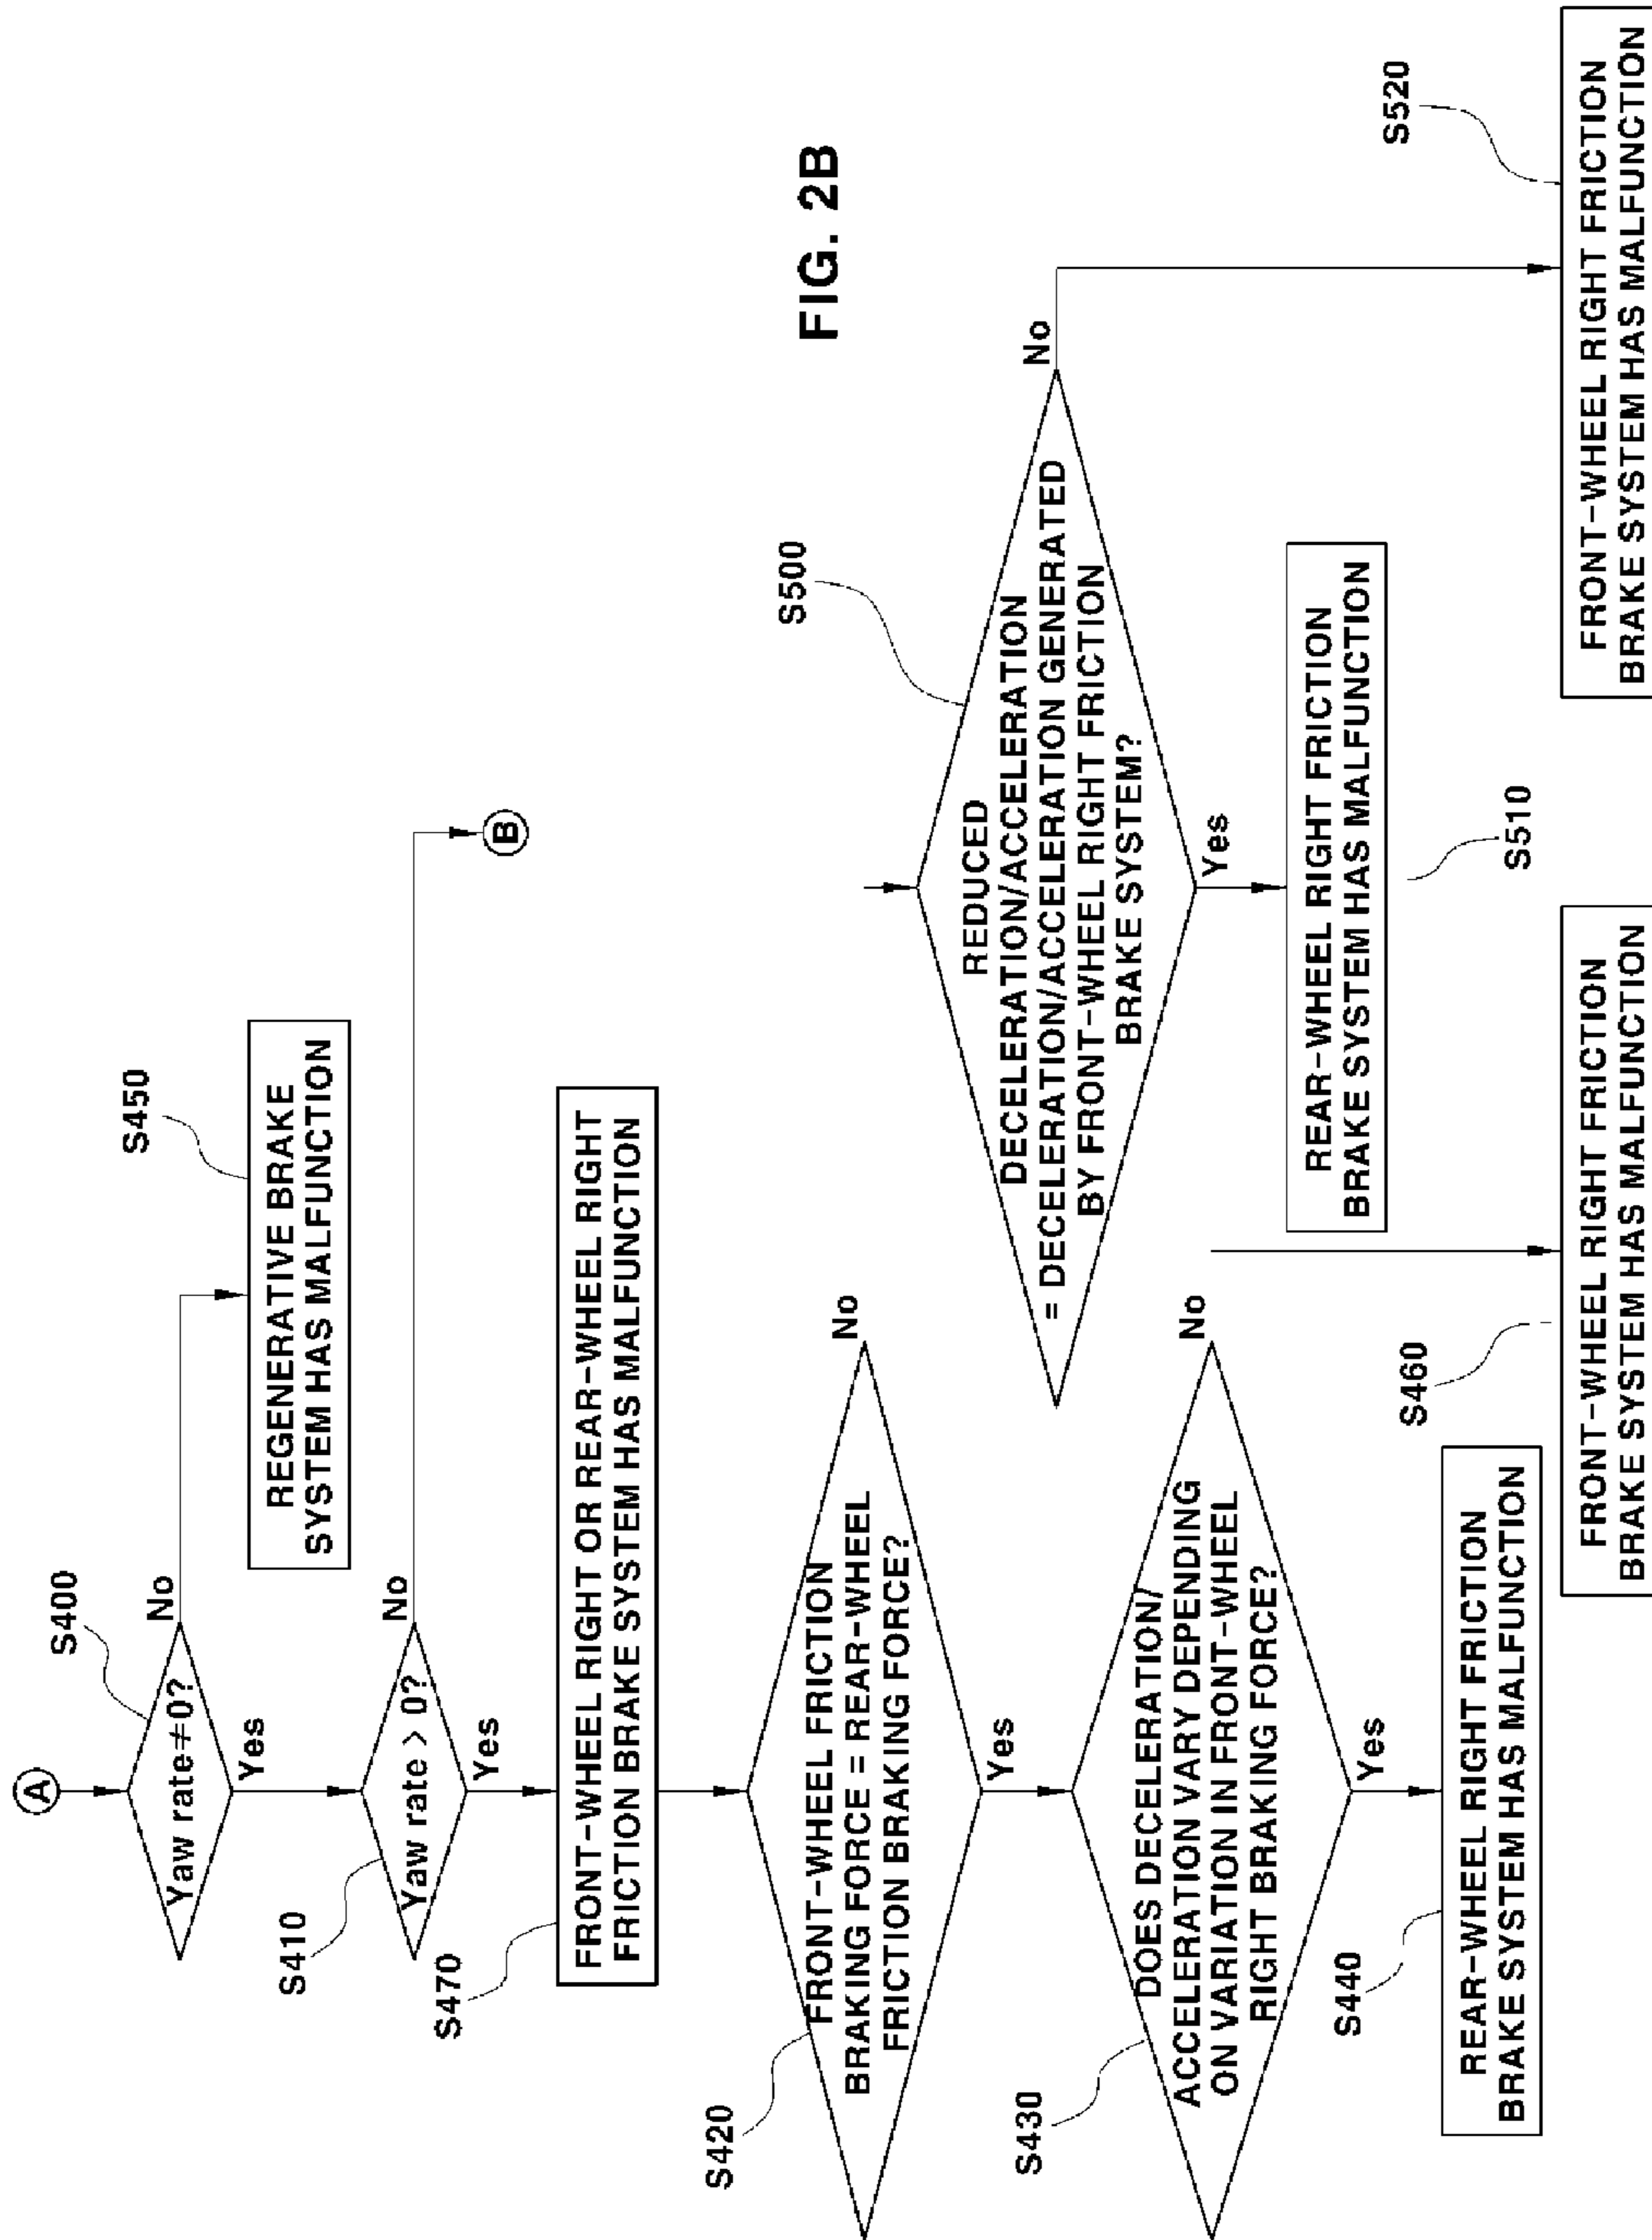 FIG. 2B
A
S400
Yaw rate≠0?
No
Yes
S450
REGENERATIVE BRAKE
SYSTEM HAS MALFUNCTION
S410
Yaw rate > 0?
No
B
Yes
S470
FRONT-WHEEL RIGHT OR REAR-WHEEL RIGHT
FRICTION BRAKE SYSTEM HAS MALFUNCTION
S420
FRONT-WHEEL FRICTION
BRAKING FORCE = REAR-WHEEL
FRICTION BRAKING FORCE?
No
Yes
S500
REDUCED
DECELERATION/ACCELERATION
= DECELERATION/ACCELERATION GENERATED
BY FRONT-WHEEL RIGHT FRICTION
BRAKE SYSTEM?
No
Yes
S430
DOES DECELERATION/
ACCELERATION VARY DEPENDING
ON VARIATION IN FRONT-WHEEL
RIGHT BRAKING FORCE?
No
Yes
REAR-WHEEL RIGHT FRICTION
BRAKE SYSTEM HAS MALFUNCTION
S510
S440
REAR-WHEEL RIGHT FRICTION
BRAKE SYSTEM HAS MALFUNCTION
S460
FRONT-WHEEL RIGHT FRICTION
BRAKE SYSTEM HAS MALFUNCTION
S520
FRONT-WHEEL RIGHT FRICTION
BRAKE SYSTEM HAS MALFUNCTION